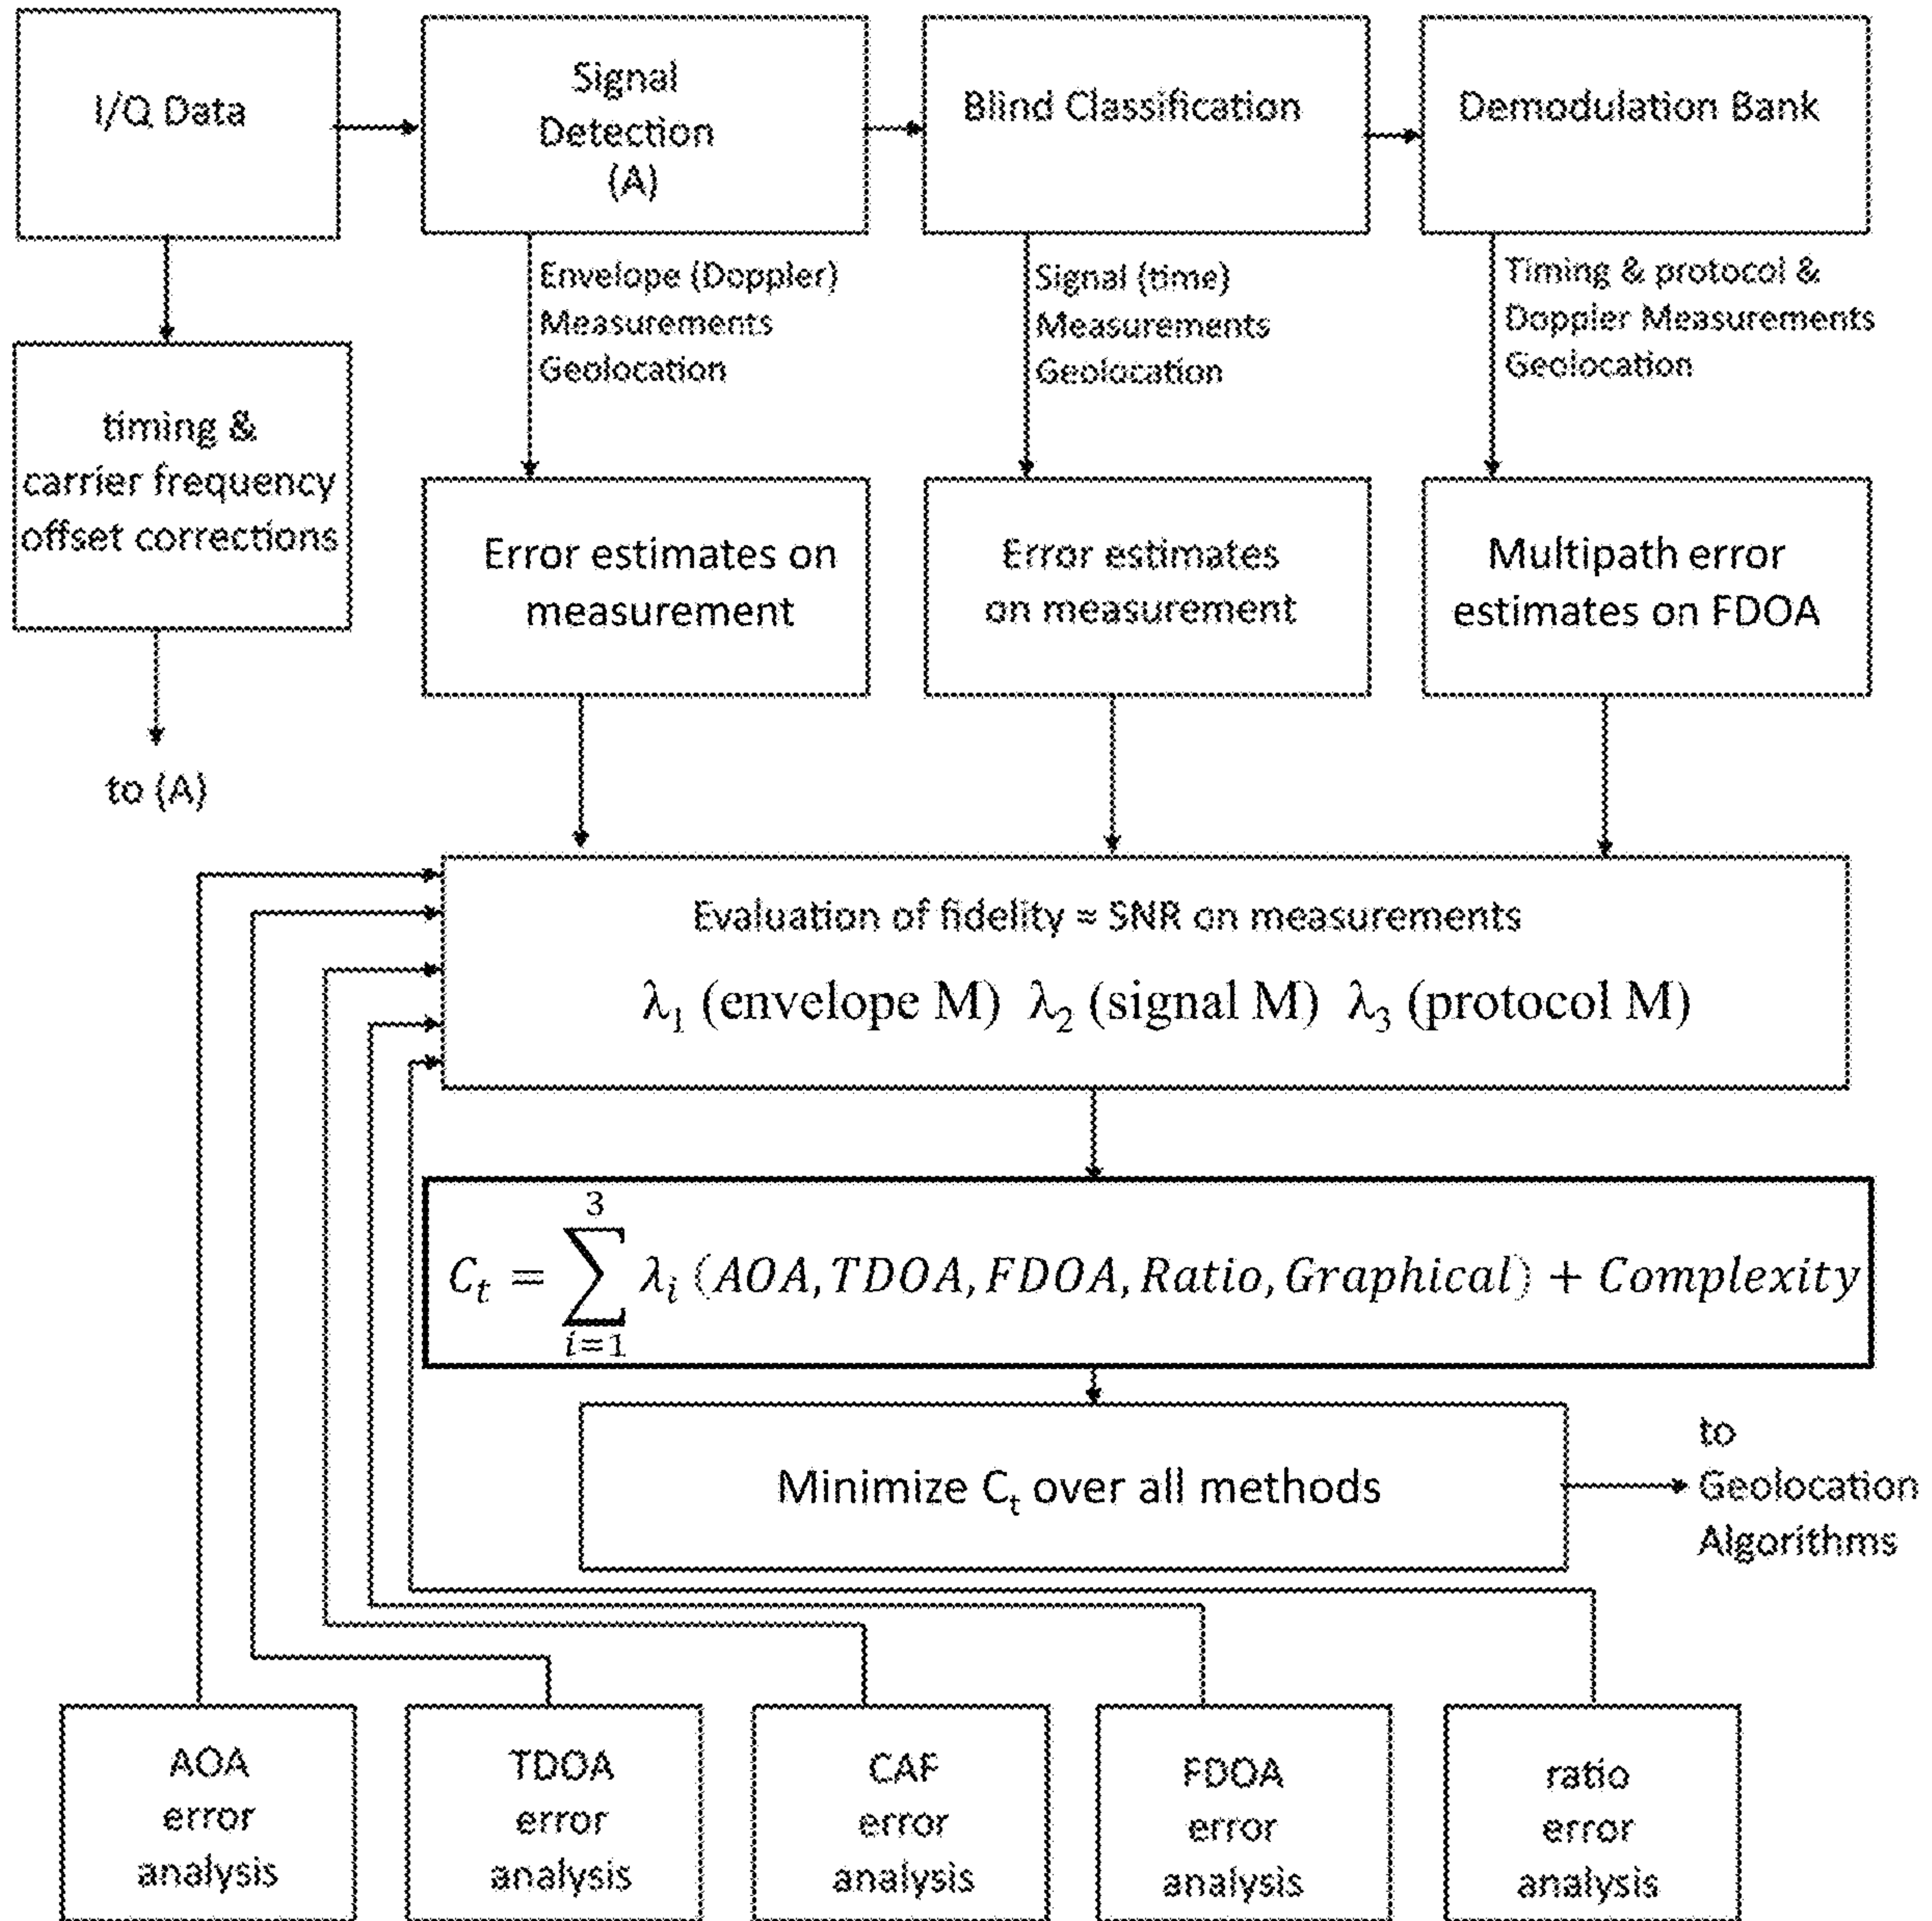 I/Q Data
Signal
Detection
(A)
Blind Classification
Demodulation Bank
Envelope (Doppler)
Measurements
Geolocation
Signal (time)
Measurements
Geolocation
Timing & protocol &
Doppler Measurements
Geolocation
timing &
carrier frequency
offset corrections
to (A)
Error estimates on
measurement
Error estimates
on measurement
Multipath error
estimates on FDOA
Evaluation of fidelity ≈ SNR on measurements
λ₁ (envelope M) λ₂ (signal M) λ₃ (protocol M)
3
C_t = ∑ λ_i (AOA, TDOA, FDOA, Ratio, Graphical) + Complexity
i=1
Minimize C_t over all methods
to
Geolocation
Algorithms
AOA
error
analysis
TDOA
error
analysis
CAF
error
analysis
FDOA
error
analysis
ratio
error
analysis